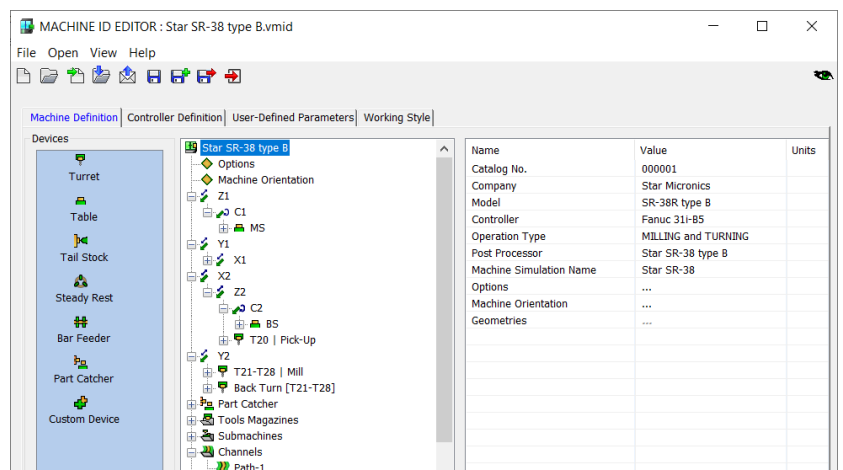 MACHINE ID EDITOR : Star SR-38 type B.vmid
File Open View Help
Machine Definition Controller Definition User-Defined Parameters Working Style
Devices
Turret
Table
Tail Stock
Steady Rest
Bar Feeder
Part Catcher
Custom Device
Star SR-38 type B
Options
Machine Orientation
Z1
C1
MS
Y1
X1
X2
Z2
C2
BS
T20 | Pick-Up
Y2
T21-T28 | Mill
Back Turn [T21-T28]
Part Catcher
Tools Magazines
Submachines
Channels
Path-1
Name Value Units
Catalog No. 000001
Company Star Micronics
Model SR-38R type B
Controller Fanuc 31i-B5
Operation Type MILLING and TURNING
Post Processor Star SR-38 type B
Machine Simulation Name Star SR-38
Options ...
Machine Orientation ...
Geometries ...